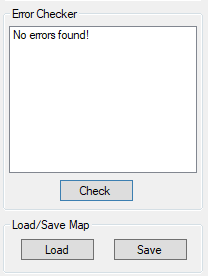 Error Checker
No errors found!
Check
Load/Save Map
Load
Save